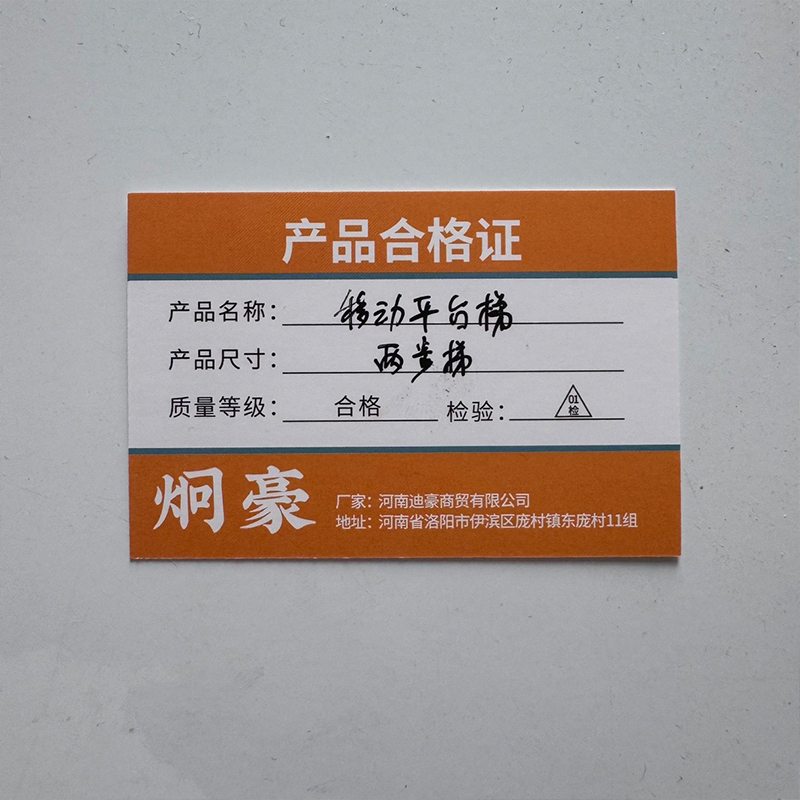 产品合格证
产品名称：移动平台梯
产品尺寸：两步梯
质量等级：合格 检验：01检
炯豪
厂家：河南迪豪商贸有限公司
地址：河南省洛阳市伊滨区庞村镇东庞村11组